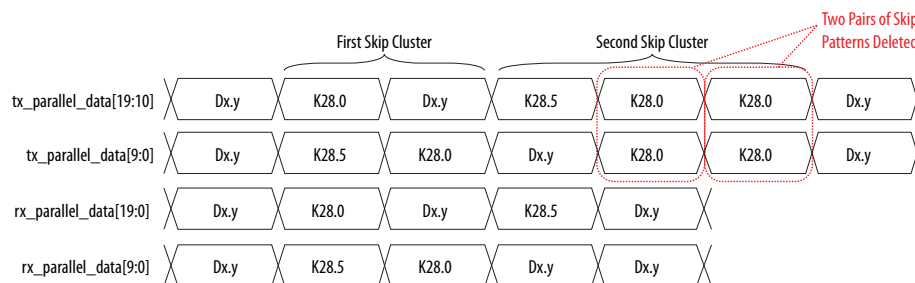 Two Pairs of Skip
Patterns Deleted
First Skip Cluster
Second Skip Cluster
tx_parallel_data[19:10] Dx.y K28.0 Dx.y K28.5 K28.0 K28.0 Dx.y
tx_parallel_data[9:0] Dx.y K28.5 K28.0 Dx.y K28.0 K28.0 Dx.y
rx_parallel_data[19:0] Dx.y K28.0 Dx.y K28.5 Dx.y
rx_parallel_data[9:0] Dx.y K28.5 K28.0 Dx.y Dx.y